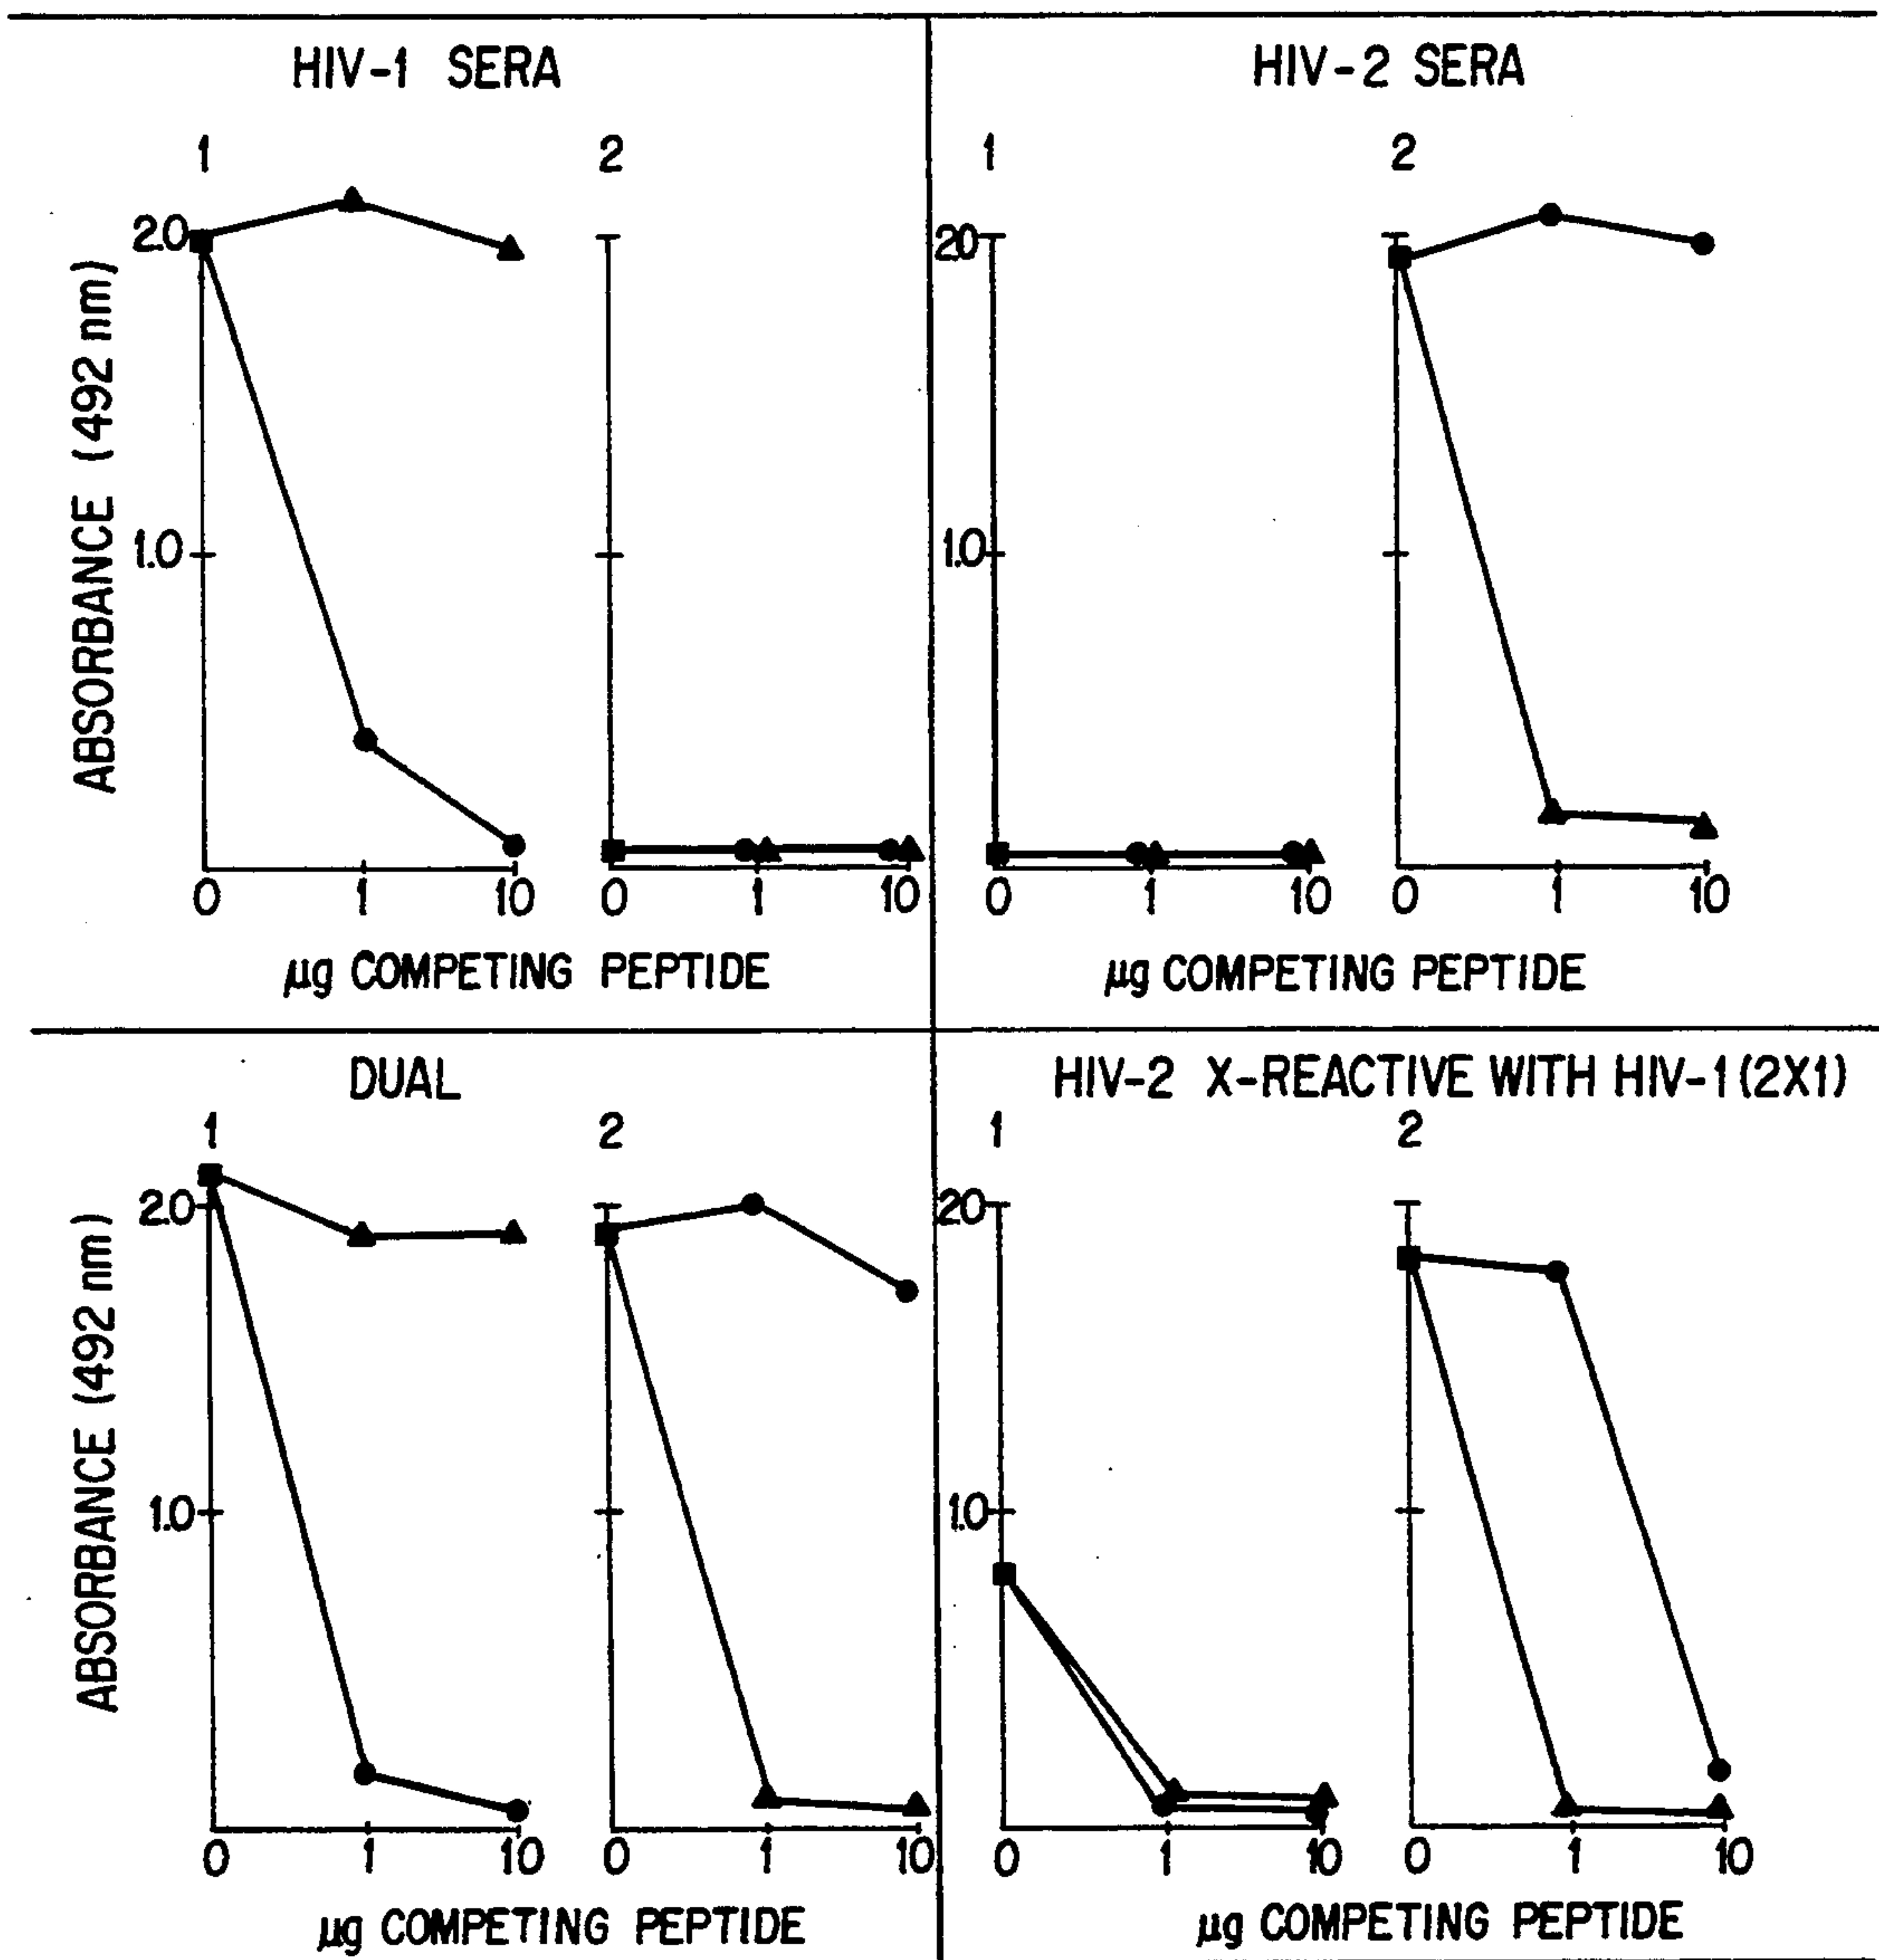 HIV-1 SERA
1 2
2.0
1.0
0 1 10 0 1 10
ABSORBANCE (492 nm)
µg COMPETING PEPTIDE
HIV-2 SERA
1 2
2.0
1.0
0 1 10 0 1 10
µg COMPETING PEPTIDE
DUAL
1 2
2.0
1.0
0 1 10 0 1 10
ABSORBANCE (492 nm)
µg COMPETING PEPTIDE
HIV-2 X-REACTIVE WITH HIV-1 (2X1)
1 2
2.0
1.0
0 1 10 0 1 10
µg COMPETING PEPTIDE